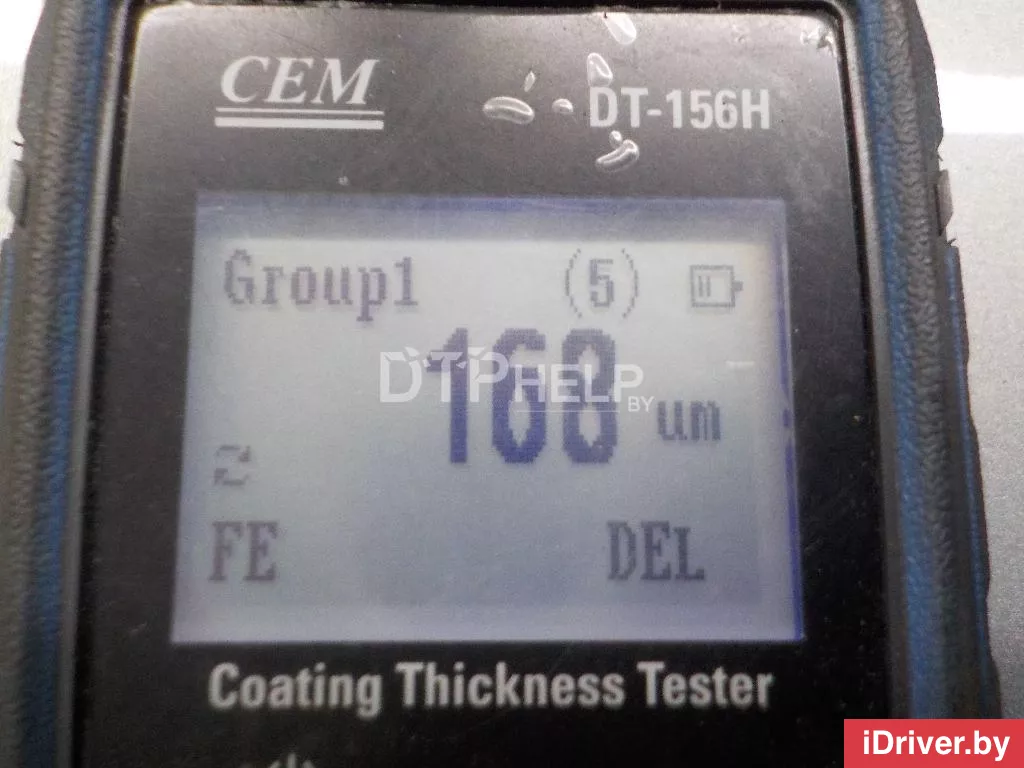 CEM
DT-156H
Group1 (5)
168 um
DTPHELP
BY
FE DEL
Coating Thickness Tester
iDriver.by